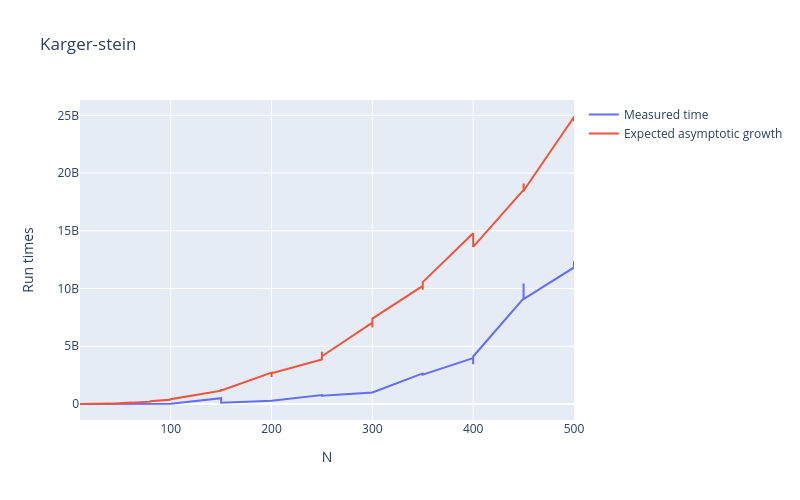 Karger-stein
Measured time
Expected asymptotic growth
25B
20B
15B
10B
5B
0
Run times
100
200
300
400
500
N